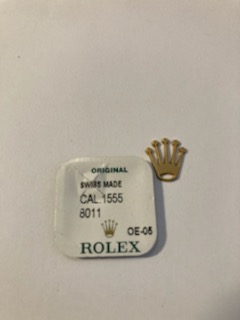 ORIGINAL
SWISS MADE
CAL.1555
8011
OE-05
ROLEX